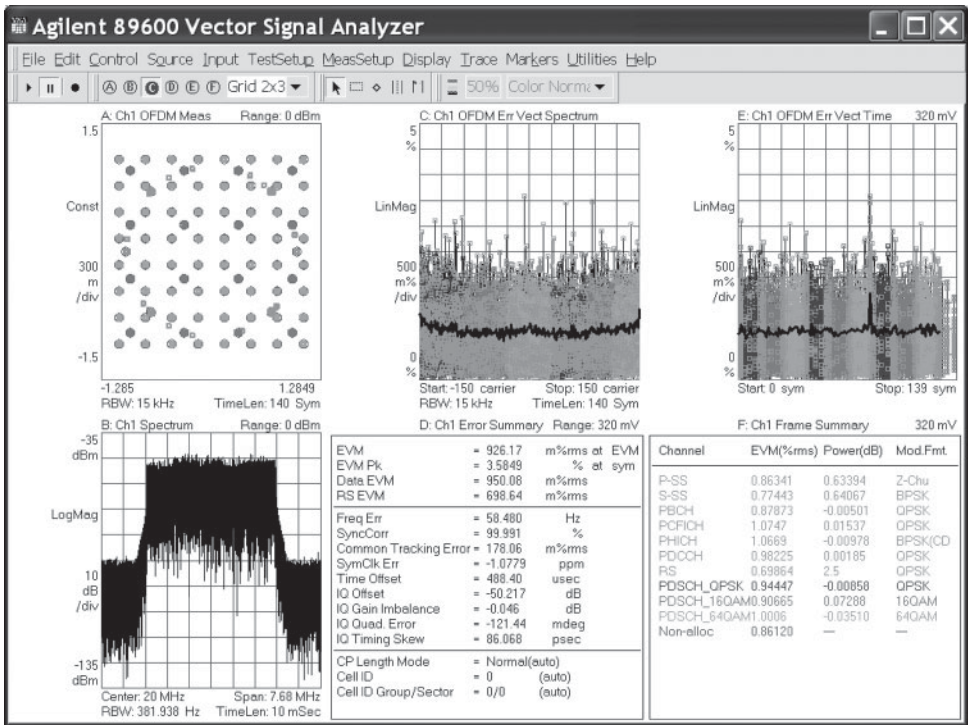 Agilent 89600 Vector Signal Analyzer
File Edit Control Source Input TestSetup MeasSetup Display Trace Markers Utilities Help
A B C D E F Grid 2x3 50% Color Norma
A: Ch1 OFDM Meas Range: 0 dBm
1.5
Const
300
m
/div
-1.5
-1.285 1.2849
RBW: 15 kHz TimeLen: 140 Sym
C: Ch1 OFDM Err Vect Spectrum
5
%
LinMag
500
m%
/div
0
%
Start: -150 carrier Stop: 150 carrier
RBW: 15 kHz TimeLen: 140 Sym
E: Ch1 OFDM Err Vect Time 320 mV
5
%
LinMag
500
m%
/div
0
%
Start: 0 sym Stop: 139 sym
B: Ch1 Spectrum Range: 0 dBm
-35
dBm
LogMag
10
dB
/div
-135
dBm
Center: 20 MHz Span: 7.68 MHz
RBW: 381.938 Hz TimeLen: 10 mSec
D: Ch1 Error Summary Range: 320 mV
EVM = 926.17 m%rms at EVM
EVM Pk = 3.5849 % at sym
Data EVM = 950.08 m%rms
RS EVM = 698.64 m%rms
Freq Err = 58.480 Hz
SyncCorr = 99.991 %
Common Tracking Error = 178.06 m%rms
SymClk Err = -1.0779 ppm
Time Offset = 488.40 usec
IQ Offset = -50.217 dB
IQ Gain Imbalance = -0.046 dB
IQ Quad. Error = -121.44 mdeg
IQ Timing Skew = 86.068 psec
CP Length Mode = Normal(auto)
Cell ID = 0 (auto)
Cell ID Group/Sector = 0/0 (auto)
F: Ch1 Frame Summary 320 mV
Channel EVM(%rms) Power(dB) Mod.Fmt.
P-SS 0.86341 0.63394 Z-Chu
S-SS 0.77443 0.64067 BPSK
PBCH 0.87873 -0.00501 QPSK
PCFICH 1.0747 0.01537 QPSK
PHICH 1.0669 -0.00978 BPSK(CD
PDCCH 0.98225 0.00185 QPSK
RS 0.69864 2.5 QPSK
PDSCH_QPSK 0.94447 -0.00858 QPSK
PDSCH_16QAM0.90665 0.07288 16QAM
PDSCH_64QAM1.0006 -0.03510 64QAM
Non-alloc 0.86120 — —